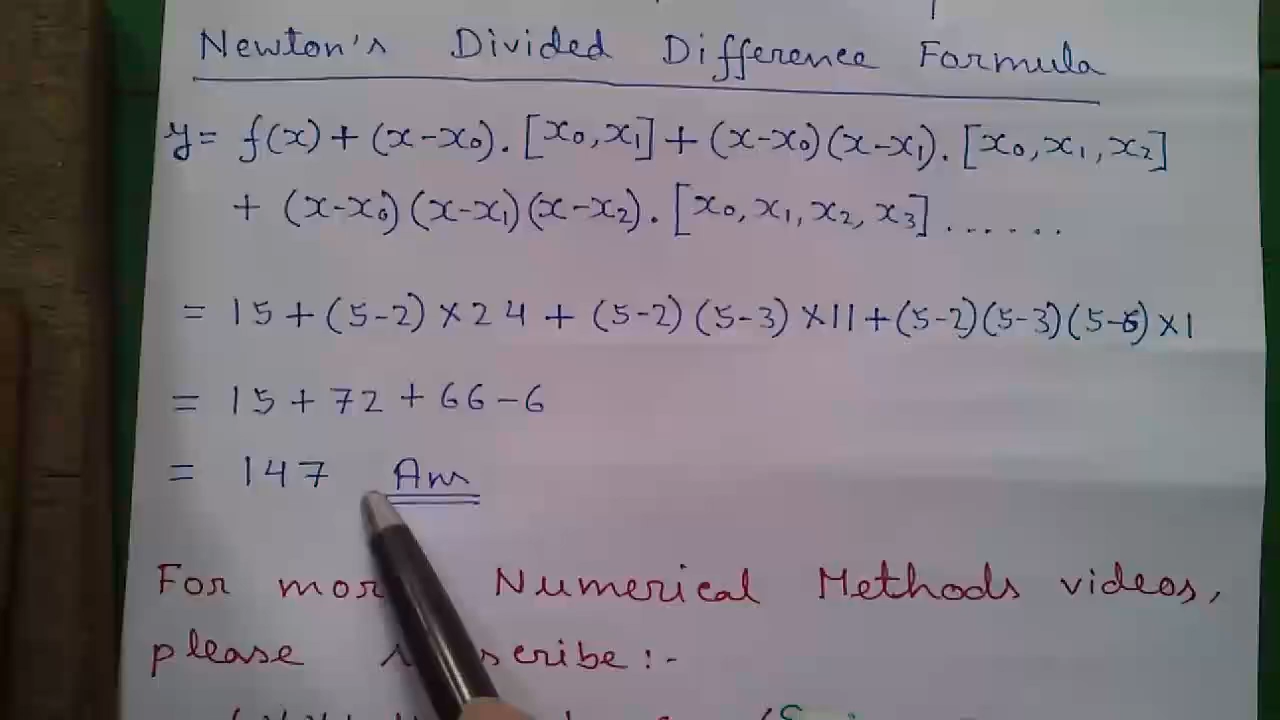 Newton's Divided Difference Formula
y = f(x) + (x-x₀). [x₀, x₁] + (x-x₀)(x-x₁). [x₀, x₁, x₂]
+ (x-x₀)(x-x₁)(x-x₂). [x₀, x₁, x₂, x₃] ......
= 15 + (5-2) × 24 + (5-2)(5-3) × 11 + (5-2)(5-3)(5-6) × 1
= 15 + 72 + 66 - 6
= 147 Ans
For Numerical Methods videos,
please :-